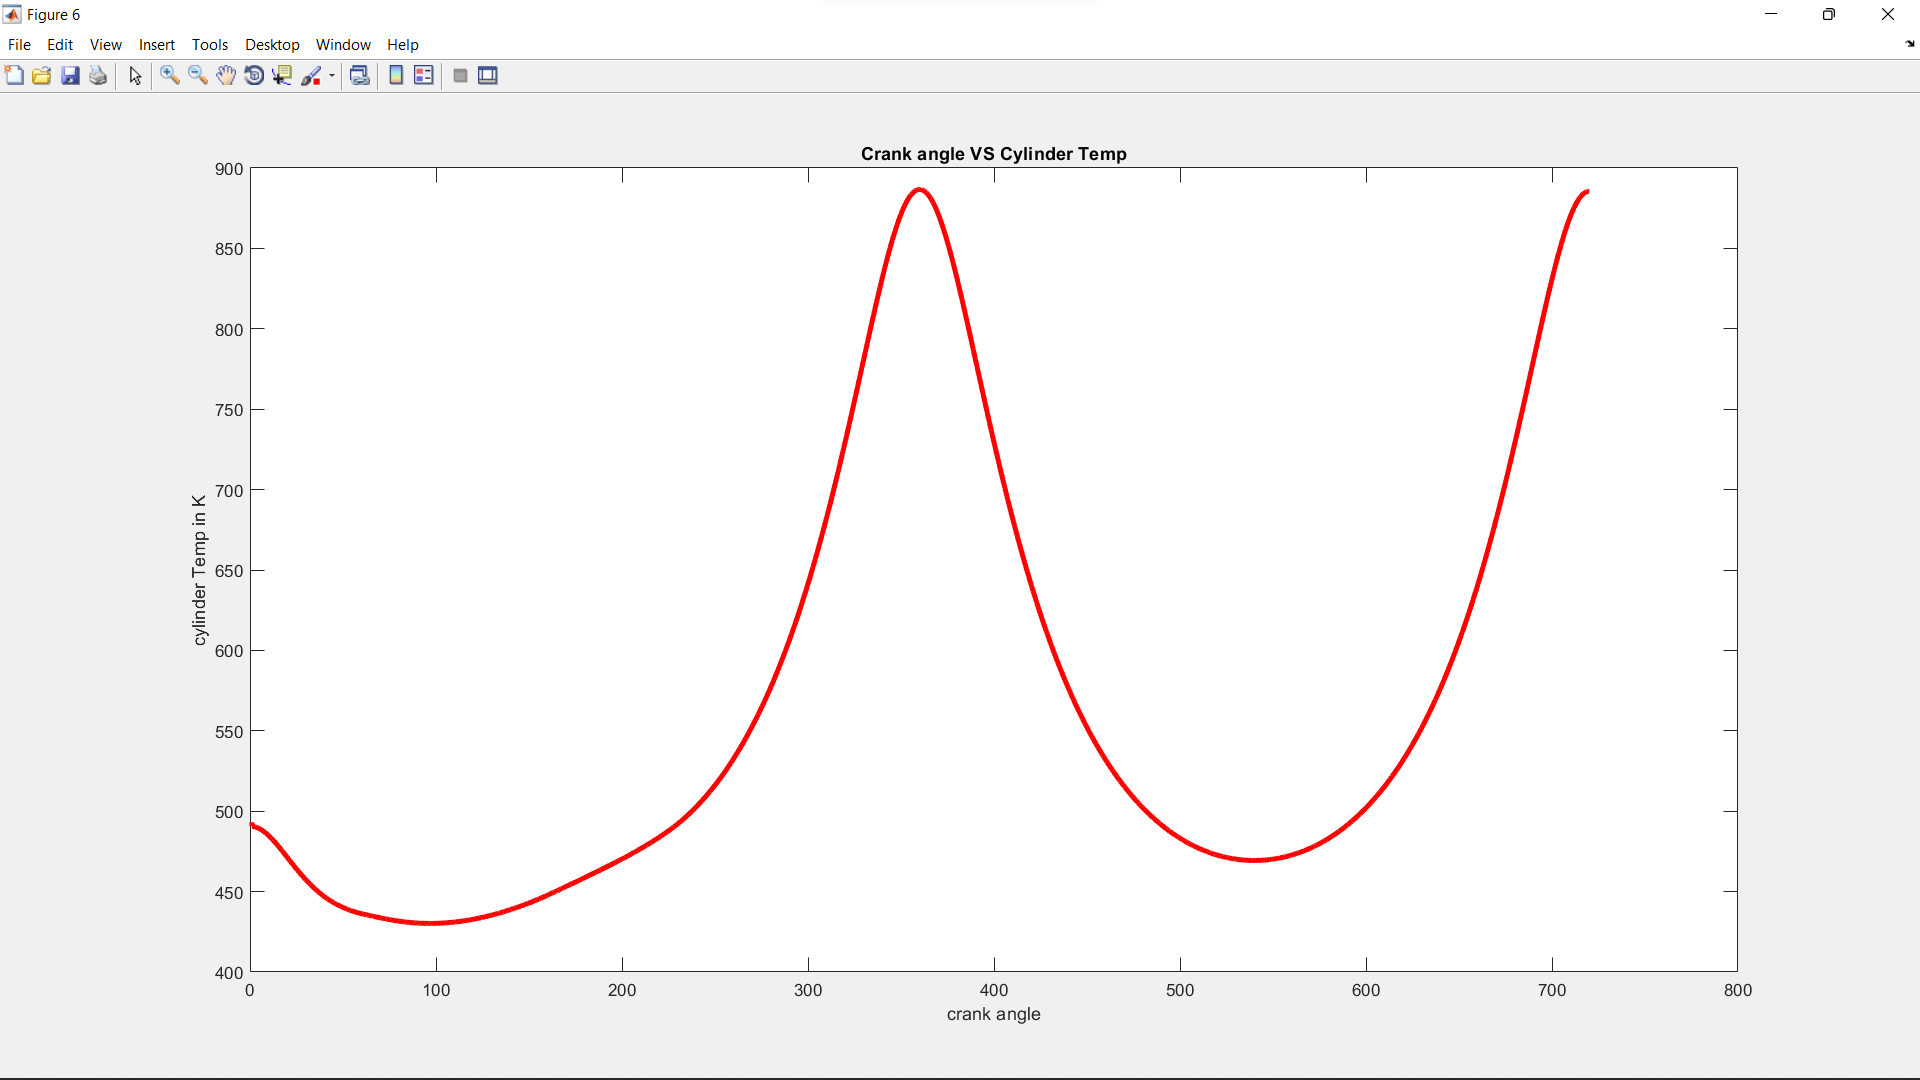 Figure 6
File Edit View Insert Tools Desktop Window Help
Crank angle VS Cylinder Temp
900
850
800
750
700
650
600
550
500
450
400
cylinder Temp in K
0 100 200 300 400 500 600 700 800
crank angle